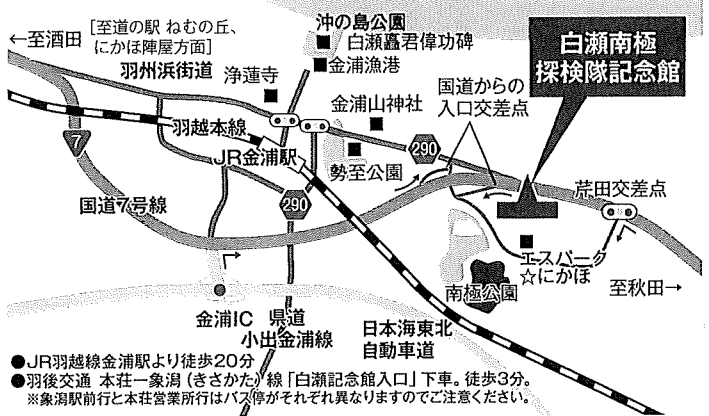 ←至酒田
[至道の駅 ねむの丘、
にかほ陣屋方面]
沖の島公園
白瀬矗君偉功碑
金浦漁港
白瀬南極
探検隊記念館
羽州浜街道
浄蓮寺
国道からの
入口交差点
金浦山神社
羽越本線
7
290
JR金浦駅
勢至公園
芹田交差点
国道7号線
290
エスパーク
☆にかほ
南極公園
至秋田→
金浦IC
県道
小出金浦線
日本海東北
自動車道
●JR羽越線金浦駅より徒歩20分
●羽後交通 本荘ー象潟(きさかた)線「白瀬記念館入口」下車。徒歩3分。
※象潟駅前行と本荘営業所行はバス停がそれぞれ異なりますのでご注意ください。